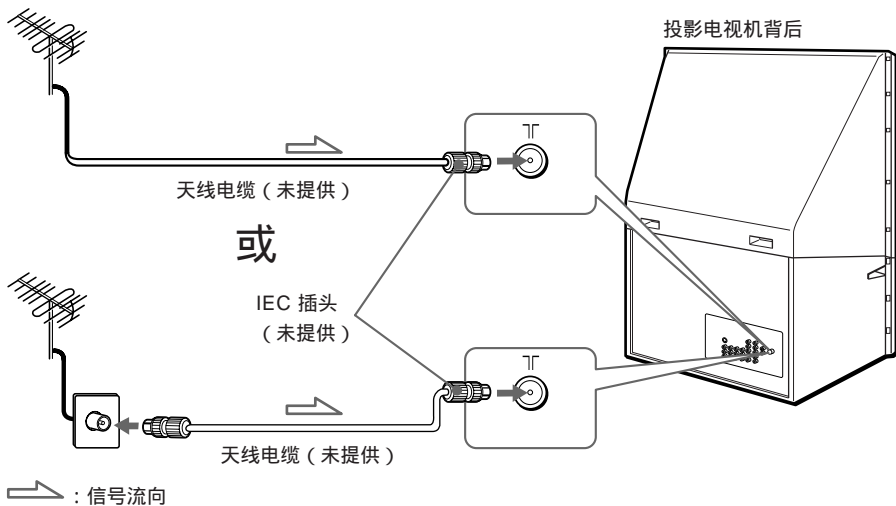 投影电视机背后
天线电缆（未提供）
或
IEC 插头
（未提供）
天线电缆（未提供）
：信号流向